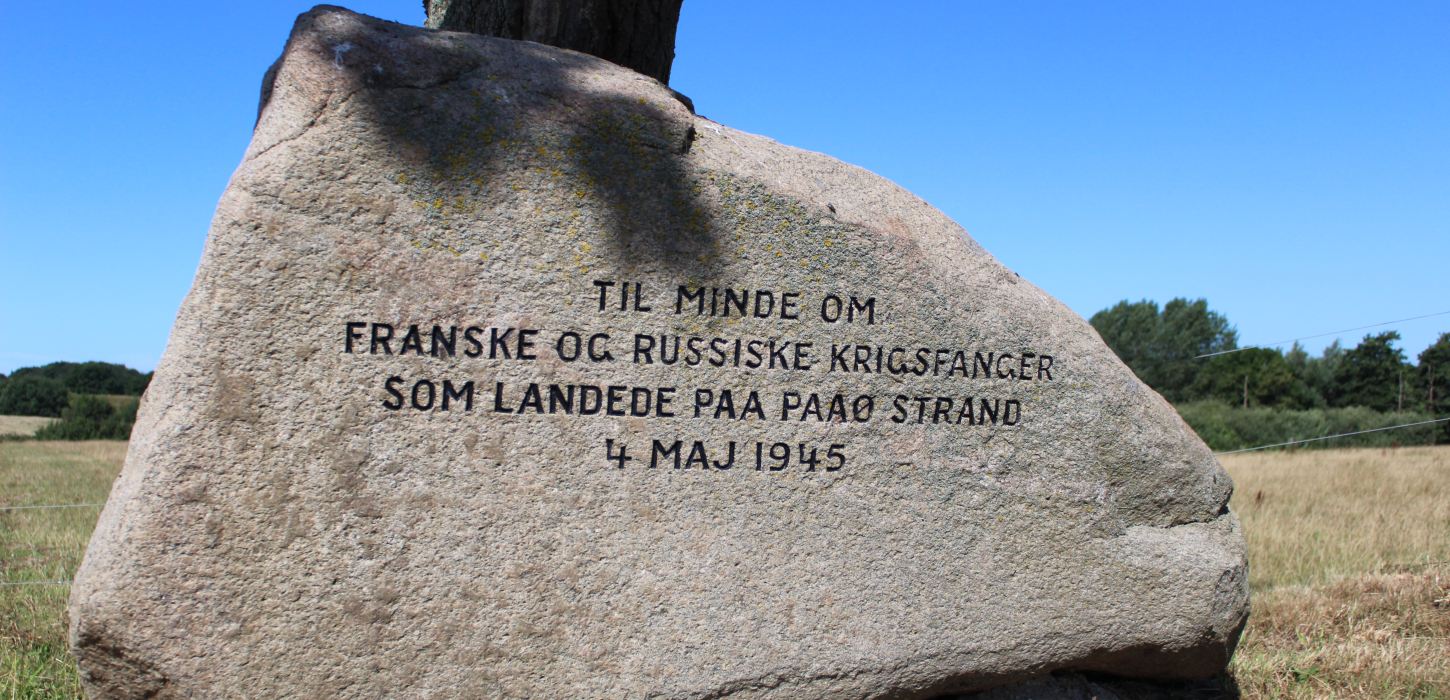 TIL MINDE OM
FRANSKE OG RUSSISKE KRIGSFANGER
SOM LANDEDE PAA PAAØ STRAND
4 MAJ 1945